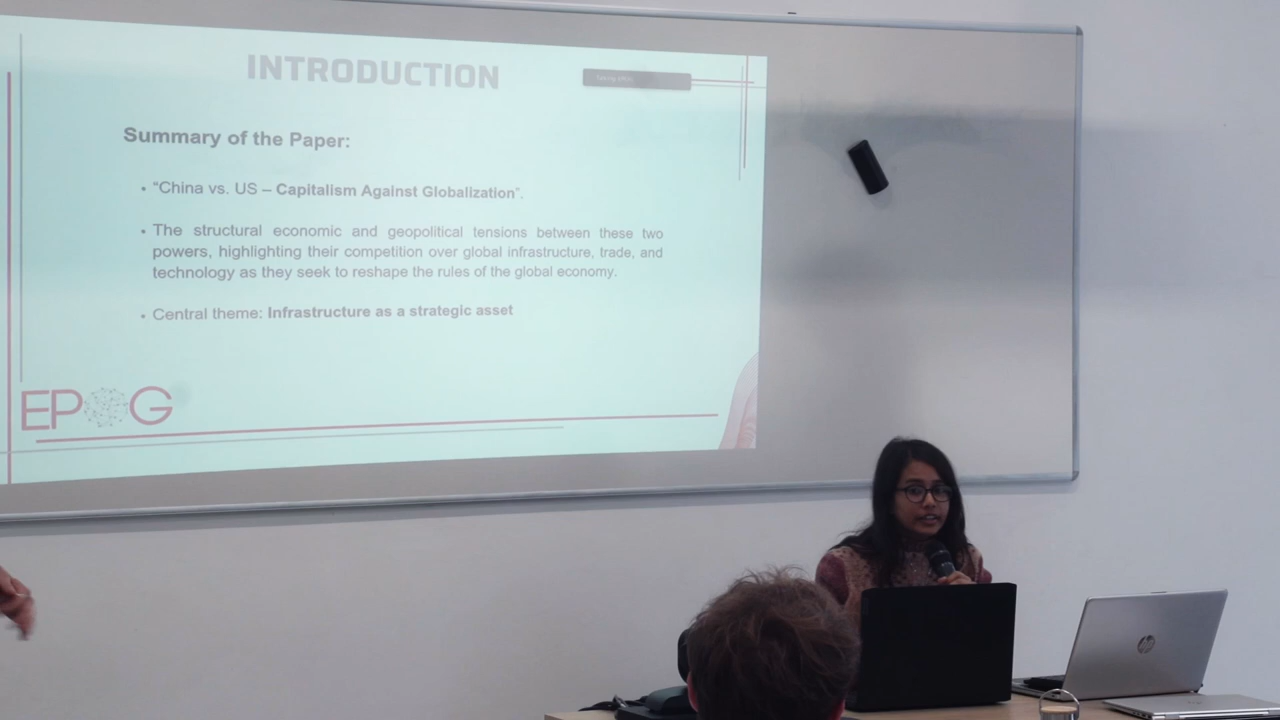 INTRODUCTION
Summary of the Paper:
• "China vs. US – Capitalism Against Globalization".
• The structural economic and geopolitical tensions between these two
powers, highlighting their competition over global infrastructure, trade, and
technology as they seek to reshape the rules of the global economy.
• Central theme: Infrastructure as a strategic asset
EPOG
hp